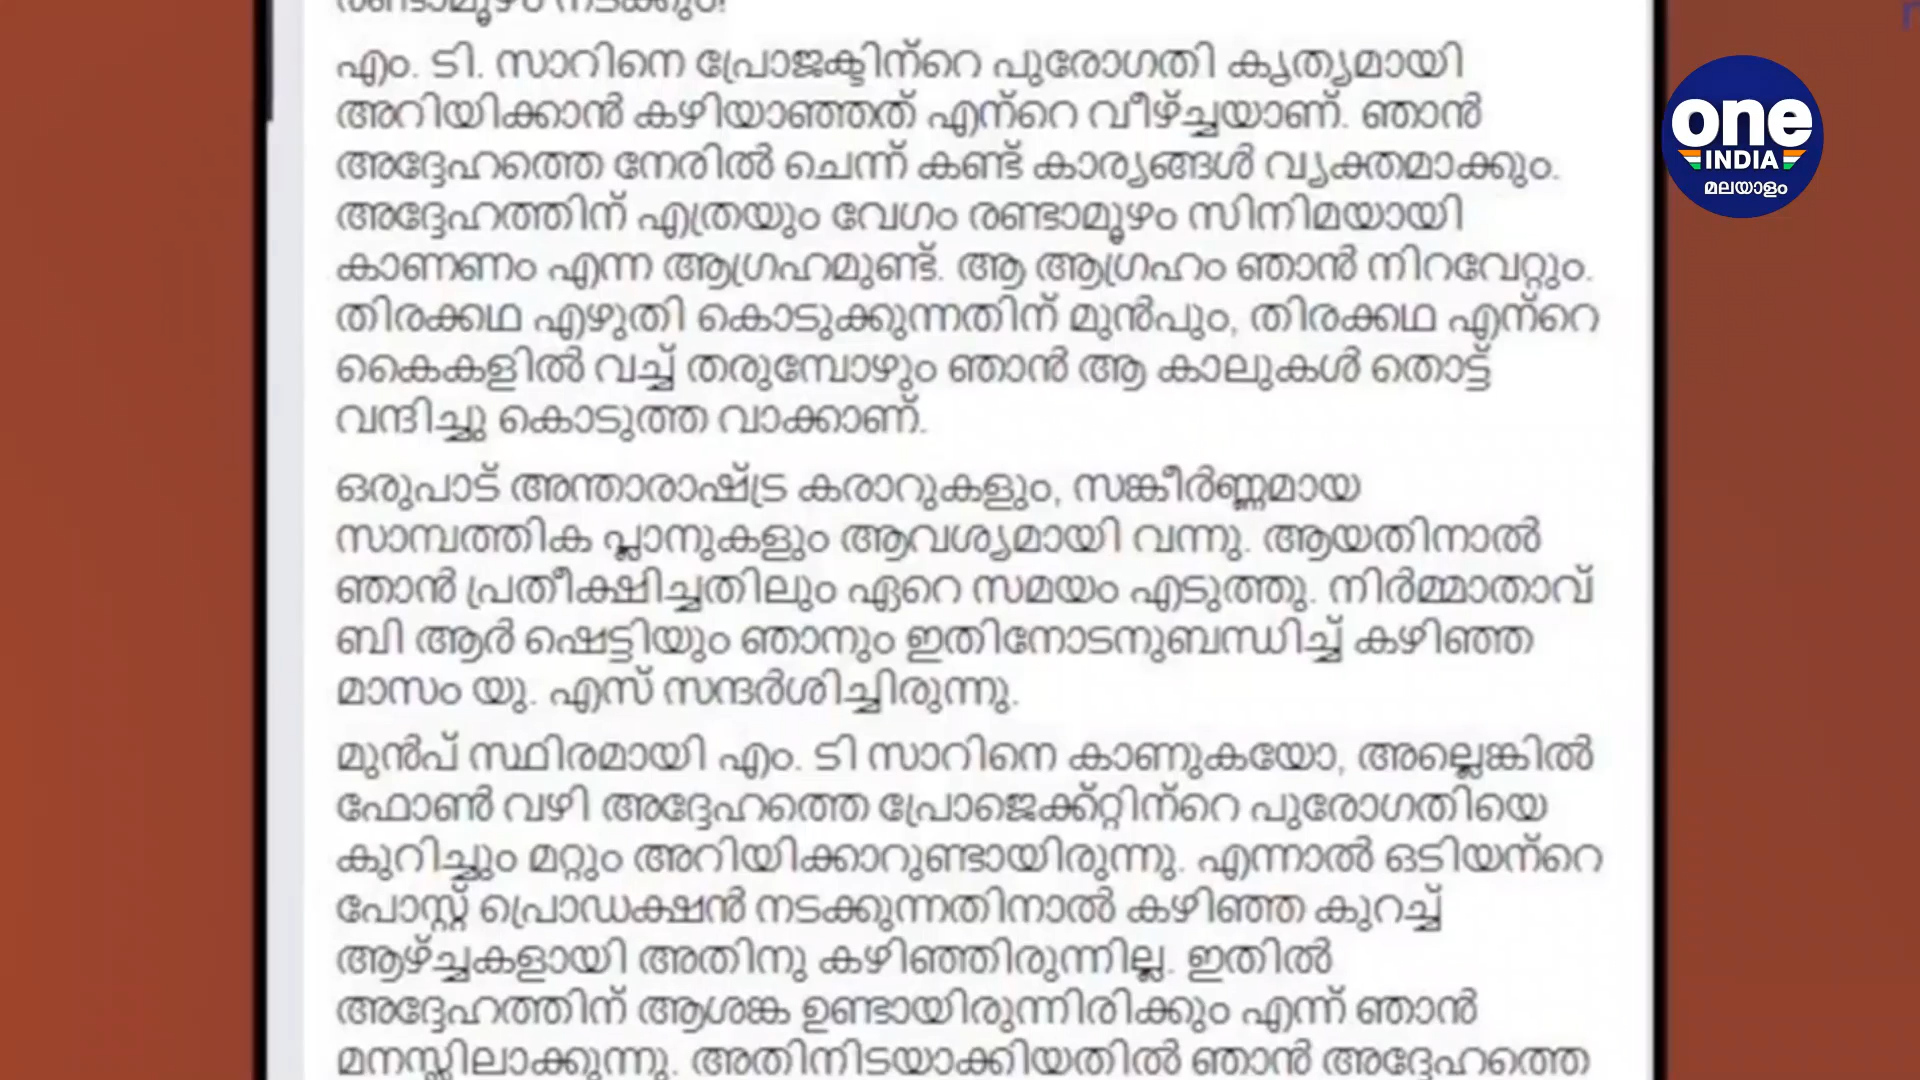 രണ്ടാമൂഴം നടക്കും!
എം. ടി. സാറിനെ പ്രോജക്ടിന്റെ പുരോഗതി കൃത്യമായി
അറിയിക്കാൻ കഴിയാഞ്ഞത് എന്റെ വീഴ്ച്ചയാണ്. ഞാൻ
അദ്ദേഹത്തെ നേരിൽ ചെന്ന് കണ്ട് കാര്യങ്ങൾ വ്യക്തമാക്കും.
അദ്ദേഹത്തിന് എത്രയും വേഗം രണ്ടാമൂഴം സിനിമയായി
കാണണം എന്ന ആഗ്രഹമുണ്ട്. ആ ആഗ്രഹം ഞാൻ നിറവേറ്റും.
തിരക്കഥ എഴുതി കൊടുക്കുന്നതിന് മുൻപും, തിരക്കഥ എന്റെ
കൈകളിൽ വച്ച് തരുമ്പോഴും ഞാൻ ആ കാലുകൾ തൊട്ട്
വന്ദിച്ചു കൊടുത്ത വാക്കാണ്.
ഒരുപാട് അന്താരാഷ്ട്ര കരാറുകളും, സങ്കീർണ്ണമായ
സാമ്പത്തിക പ്ലാനുകളും ആവശ്യമായി വന്നു. ആയതിനാൽ
ഞാൻ പ്രതീക്ഷിച്ചതിലും ഏറെ സമയം എടുത്തു. നിർമ്മാതാവ്
ബി ആർ ഷെട്ടിയും ഞാനും ഇതിനോടനുബന്ധിച്ച് കഴിഞ്ഞ
മാസം യു. എസ് സന്ദർശിച്ചിരുന്നു.
മുൻപ് സ്ഥിരമായി എം. ടി സാറിനെ കാണുകയോ, അല്ലെങ്കിൽ
ഫോൺ വഴി അദ്ദേഹത്തെ പ്രോജെക്ക്റ്റിന്റെ പുരോഗതിയെ
കുറിച്ചും മറ്റും അറിയിക്കാറുണ്ടായിരുന്നു. എന്നാൽ ഒടിയന്റെ
പോസ്റ്റ് പ്രൊഡക്ഷൻ നടക്കുന്നതിനാൽ കഴിഞ്ഞ കുറച്ച്
ആഴ്ച്ചകളായി അതിനു കഴിഞ്ഞിരുന്നില്ല. ഇതിൽ
അദ്ദേഹത്തിന് ആശങ്ക ഉണ്ടായിരുന്നിരിക്കും എന്ന് ഞാൻ
മനസ്സിലാക്കുന്നു. അതിനിടയാക്കിയതിൽ ഞാൻ അദ്ദേഹത്തെ
one
INDIA
മലയാളം